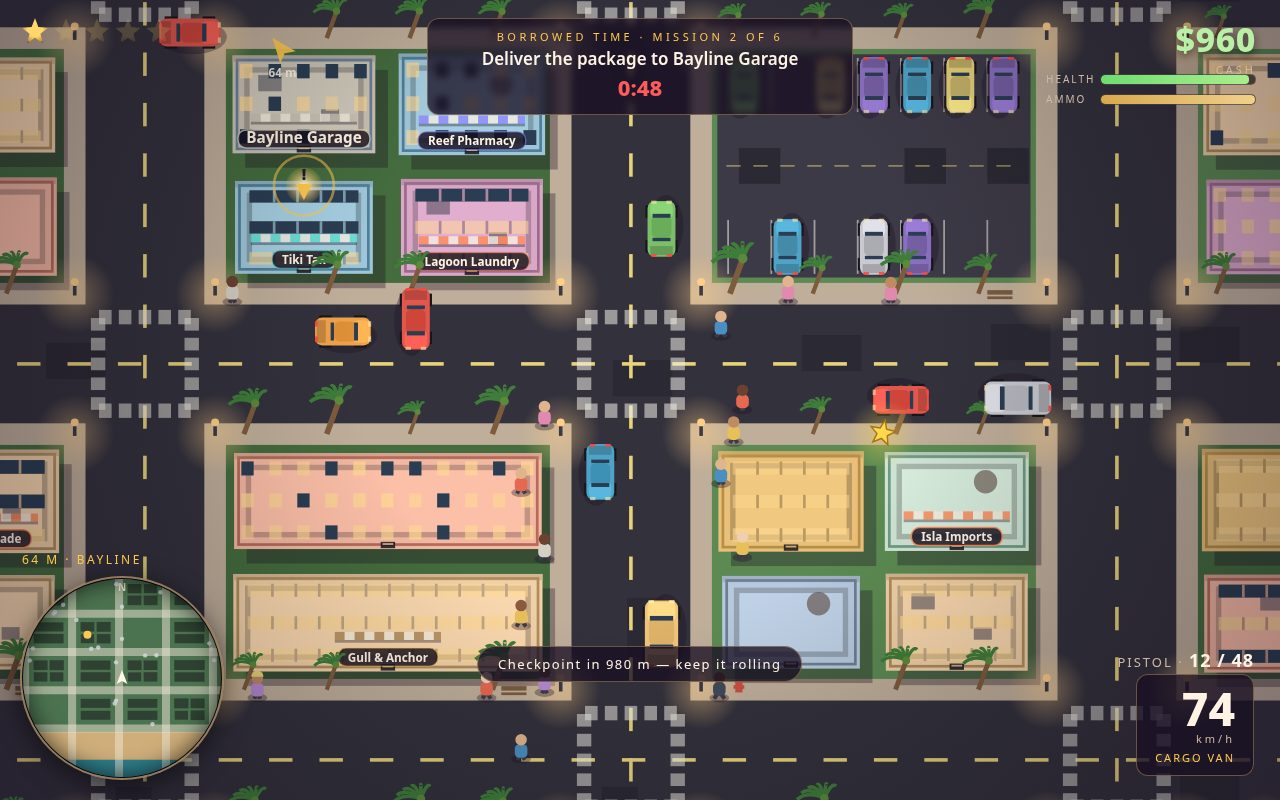 BORROWED TIME · MISSION 2 OF 6
Deliver the package to Bayline Garage
0:48
$960
CASH
HEALTH
AMMO
64 m
Bayline Garage
Reef Pharmacy
!
Tiki
Lagoon Laundry
ade
Isla Imports
64 M · BAYLINE
N
Gull & Anchor
Checkpoint in 980 m — keep it rolling
PISTOL · 12 / 48
74
km/h
CARGO VAN